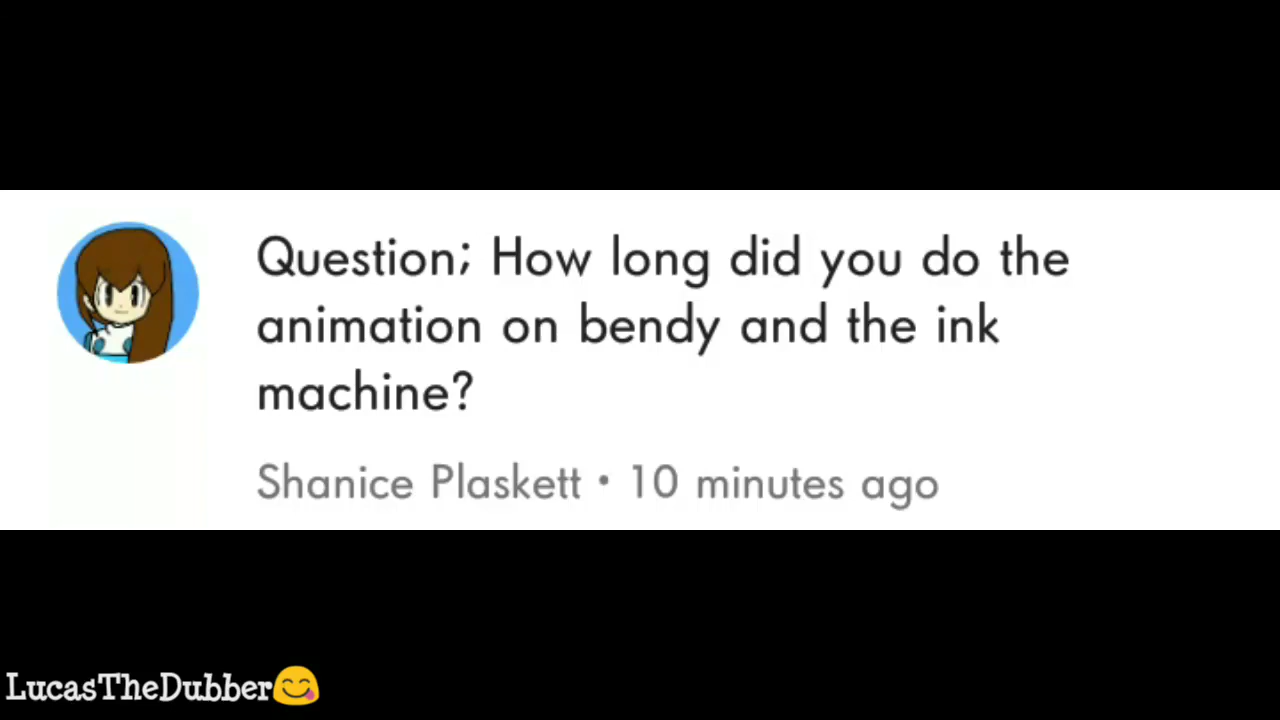 Question; How long did you do the
animation on bendy and the ink
machine?
Shanice Plaskett • 10 minutes ago
LucasTheDubber😋